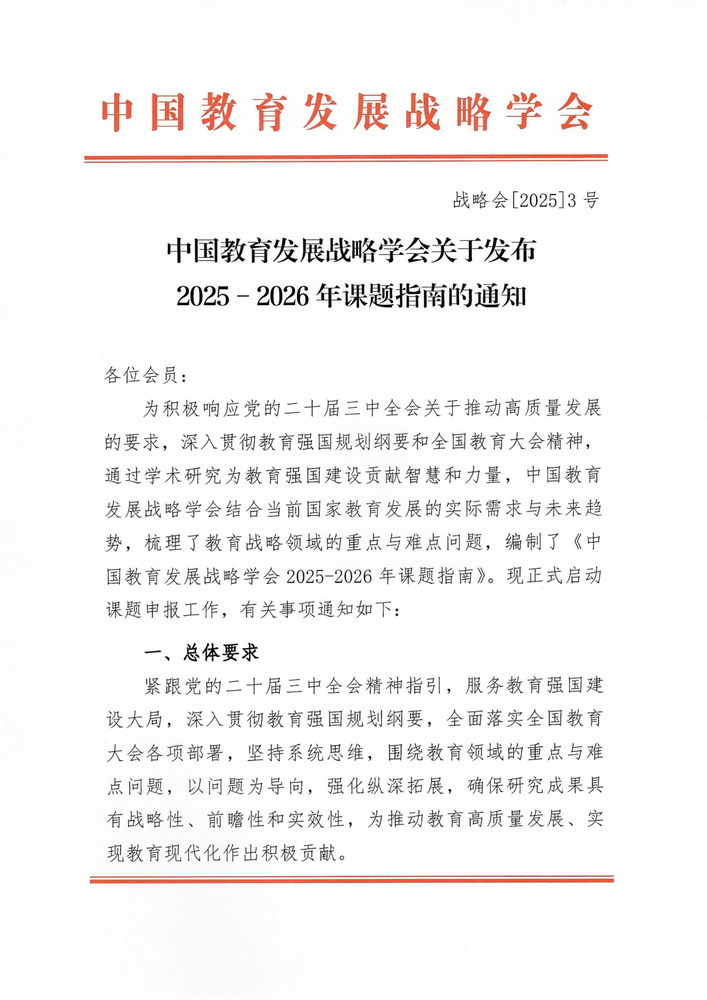 中国教育发展战略学会
战略会[2025]3 号
中国教育发展战略学会关于发布
2025－2026 年课题指南的通知
各位会员：
为积极响应党的二十届三中全会关于推动高质量发展
的要求，深入贯彻教育强国规划纲要和全国教育大会精神，
通过学术研究为教育强国建设贡献智慧和力量，中国教育
发展战略学会结合当前国家教育发展的实际需求与未来趋
势，梳理了教育战略领域的重点与难点问题，编制了《中
国教育发展战略学会 2025-2026 年课题指南》。现正式启动
课题申报工作，有关事项通知如下：
一、总体要求
紧跟党的二十届三中全会精神指引，服务教育强国建
设大局，深入贯彻教育强国规划纲要，全面落实全国教育
大会各项部署，坚持系统思维，围绕教育领域的重点与难
点问题，以问题为导向，强化纵深拓展，确保研究成果具
有战略性、前瞻性和实效性，为推动教育高质量发展、实
现教育现代化作出积极贡献。